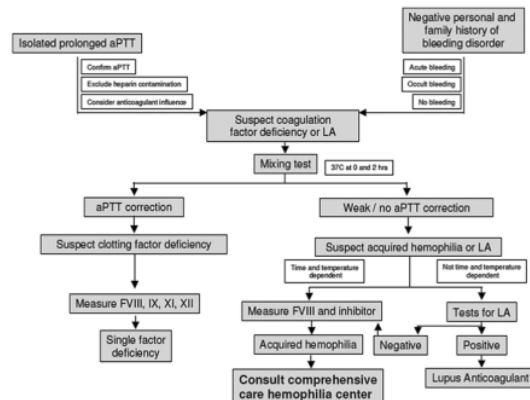 Isolated prolonged aPTT
Negative personal and
family history of
bleeding disorder
Confirm aPTT
Exclude heparin contamination
Consider anticoagulant influence
Acute bleeding
Occult bleeding
No bleeding
Suspect coagulation
factor deficiency or LA
Mixing test
37C at 0 and 2 hrs
aPTT correction
Weak / no aPTT correction
Suspect clotting factor deficiency
Suspect acquired hemophilia or LA
Time and temperature
dependent
Not time and temperature
dependent
Measure FVIII, IX, XI, XII
Measure FVIII and inhibitor
Tests for LA
Single factor
deficiency
Acquired hemophilia
Negative
Positive
Consult comprehensive
care hemophilia center
Lupus Anticoagulant